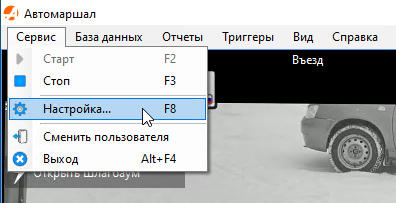 Автомаршал
Сервис База данных Отчеты Триггеры Вид Справка
Старт F2
Въезд
Стоп F3
Настройка... F8
Сменить пользователя
Выход Alt+F4
Открыть шлагбаум